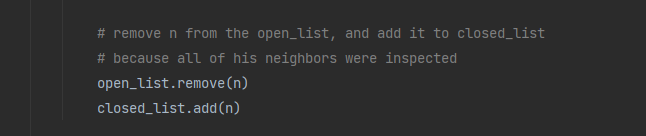 # remove n from the open_list, and add it to closed_list
# because all of his neighbors were inspected
open_list.remove(n)
closed_list.add(n)